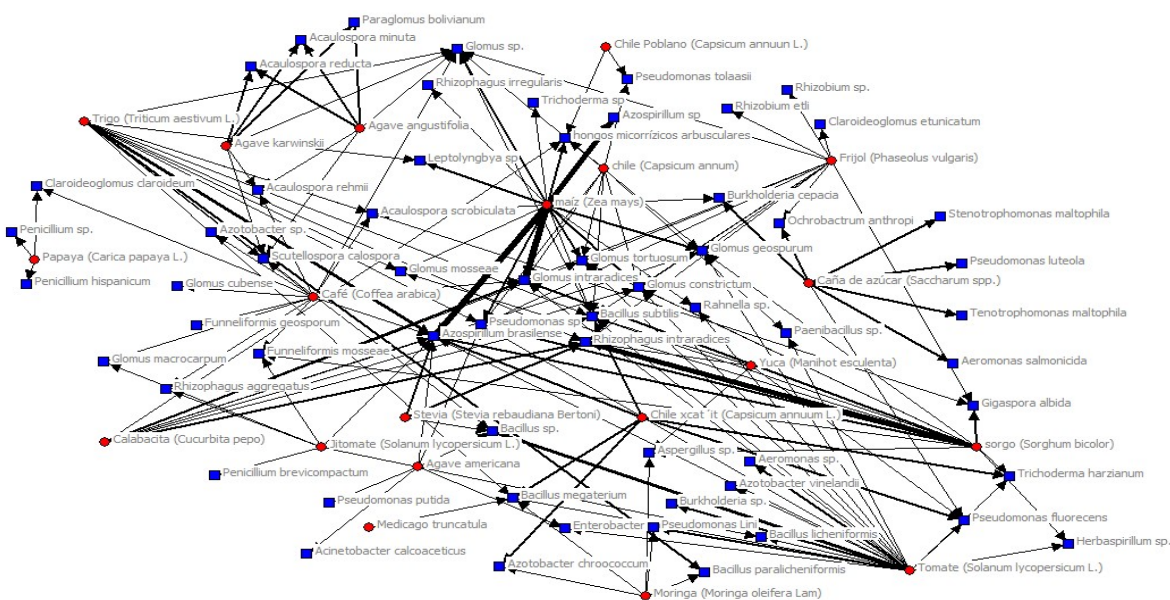 Paraglomus bolivianum
Acaulospora minuta
Glomus sp.
Chile Poblano (Capsicum annuun L.)
Acaulospora reducta
Rhizophagus irregularis
Pseudomonas tolaasii
Rhizobium sp.
Trichoderma sp
Rhizobium etli
Azospirillum sp
Trigo (Triticum aestivum L.)
Claroideoglomus etunicatum
Agave angustifolia
hongos micorrízicos arbusculares
Agave karwinskii
Leptolyngbya sp
chile (Capsicum annum)
Frijol (Phaseolus vulgaris)
Claroideoglomus claroideum
Acaulospora rehmii
Burkholderia cepacia
maíz (Zea mays)
Acaulospora scrobiculata
Stenotrophomonas maltophila
Ochrobactrum anthropi
Penicillium sp.
Azotobacter sp.
Glomus geospurum
Papaya (Carica papaya L.)
Scutellospora calospora
Glomus tortuosum
Pseudomonas luteola
Glomus mosseae
Penicillium hispanicum
Glomus cubense
Glomus intraradices
Glomus constrictum
Caña de azúcar (Saccharum spp.)
Café (Coffea arabica)
Rahnella sp.
Tenotrophomonas maltophila
Funneliformis geosporum
Pseudomonas sp
Bacillus subtilis
Azospirillum brasilense
Rhizophagus intraradices
Paenibacillus sp.
Funneliformis mosseae
Glomus macrocarpum
Yuca (Manihot esculenta)
Aeromonas salmonicida
Rhizophagus aggregatus
Gigaspora albida
Stevia (Stevia rebaudiana Bertoni)
Chile xcat´it (Capsicum annuum L.)
Bacillus sp.
Calabacita (Cucurbita pepo)
Jitomate (Solanum lycopersicum L.)
sorgo (Sorghum bicolor)
Aspergillus sp.
Aeromonas sp.
Agave americana
Penicillium brevicompactum
Trichoderma harzianum
Azotobacter vinelandii
Pseudomonas putida
Bacillus megaterium
Burkholderia sp.
Medicago truncatula
Enterobacter
Pseudomonas Lini
Pseudomonas fluorecens
Bacillus licheniformis
Herbaspirillum sp.
Acinetobacter calcoaceticus
Azotobacter chroococcum
Bacillus paralicheniformis
Tomate (Solanum lycopersicum L.)
Moringa (Moringa oleifera Lam)